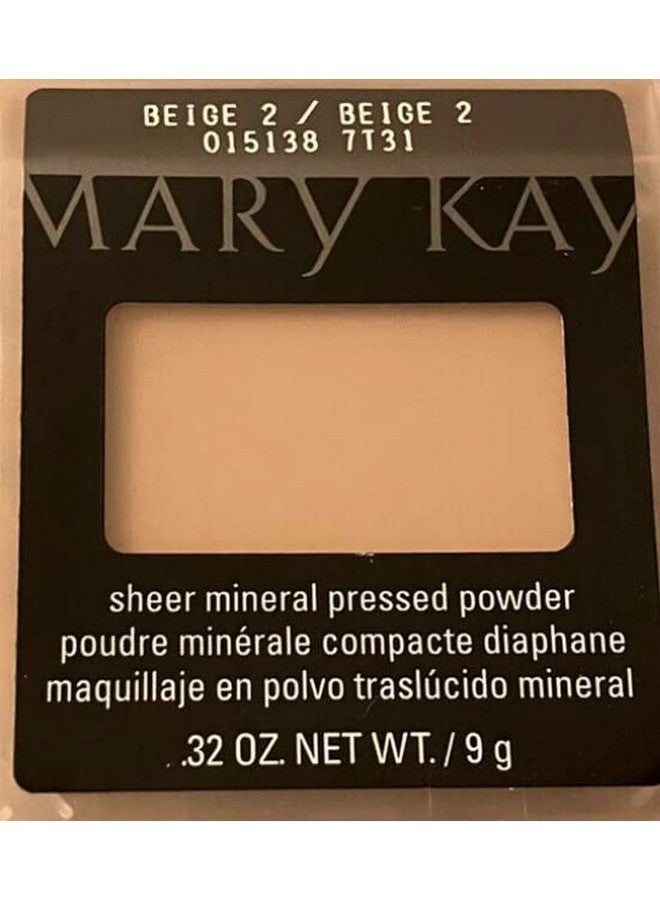 BEIGE 2 / BEIGE 2
015138 7T31
MARY KAY
sheer mineral pressed powder
poudre minérale compacte diaphane
maquillaje en polvo traslúcido mineral
.32 OZ. NET WT. / 9 g